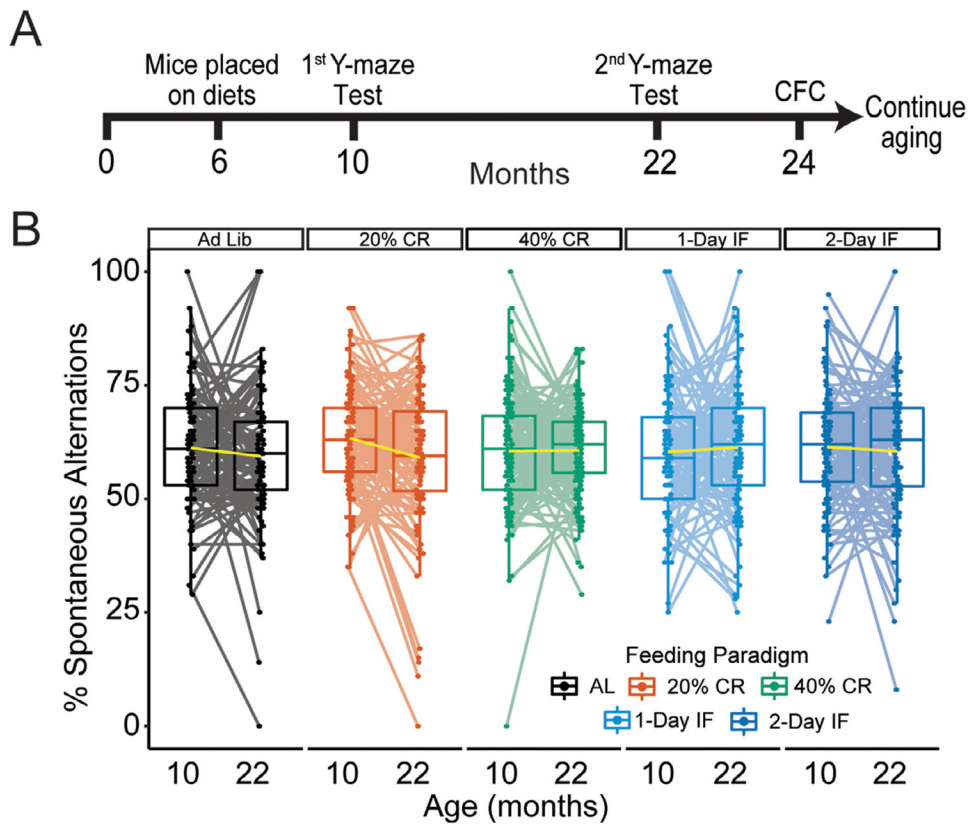 A
Mice placed
on diets
1st Y-maze
Test
2nd Y-maze
Test
CFC
Continue
aging
0
6
10
22
24
Months
B
Ad Lib
20% CR
40% CR
1-Day IF
2-Day IF
100
75
50
25
0
% Spontaneous Alternations
Feeding Paradigm
AL
20% CR
40% CR
1-Day IF
2-Day IF
10 22 10 22 10 22 10 22 10 22
Age (months)